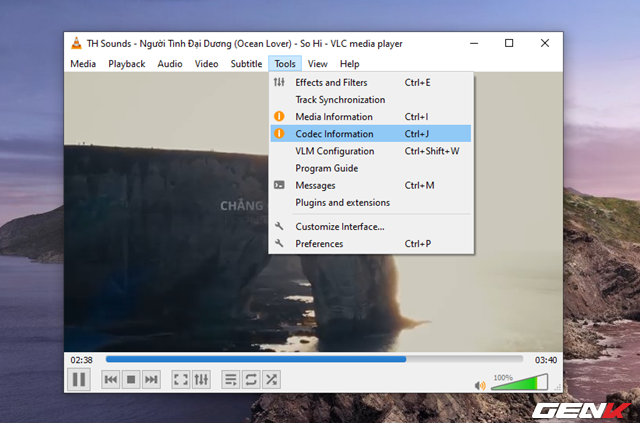 TH Sounds - Người Tình Đại Dương (Ocean Lover) - So Hi - VLC media player
Media Playback Audio Video Subtitle Tools View Help
Effects and Filters Ctrl+E
Track Synchronization
Media Information Ctrl+I
Codec Information Ctrl+J
VLM Configuration Ctrl+Shift+W
Program Guide
Messages Ctrl+M
Plugins and extensions
Customize Interface...
Preferences Ctrl+P
CHẲNG
02:38 03:40
100%
GENK